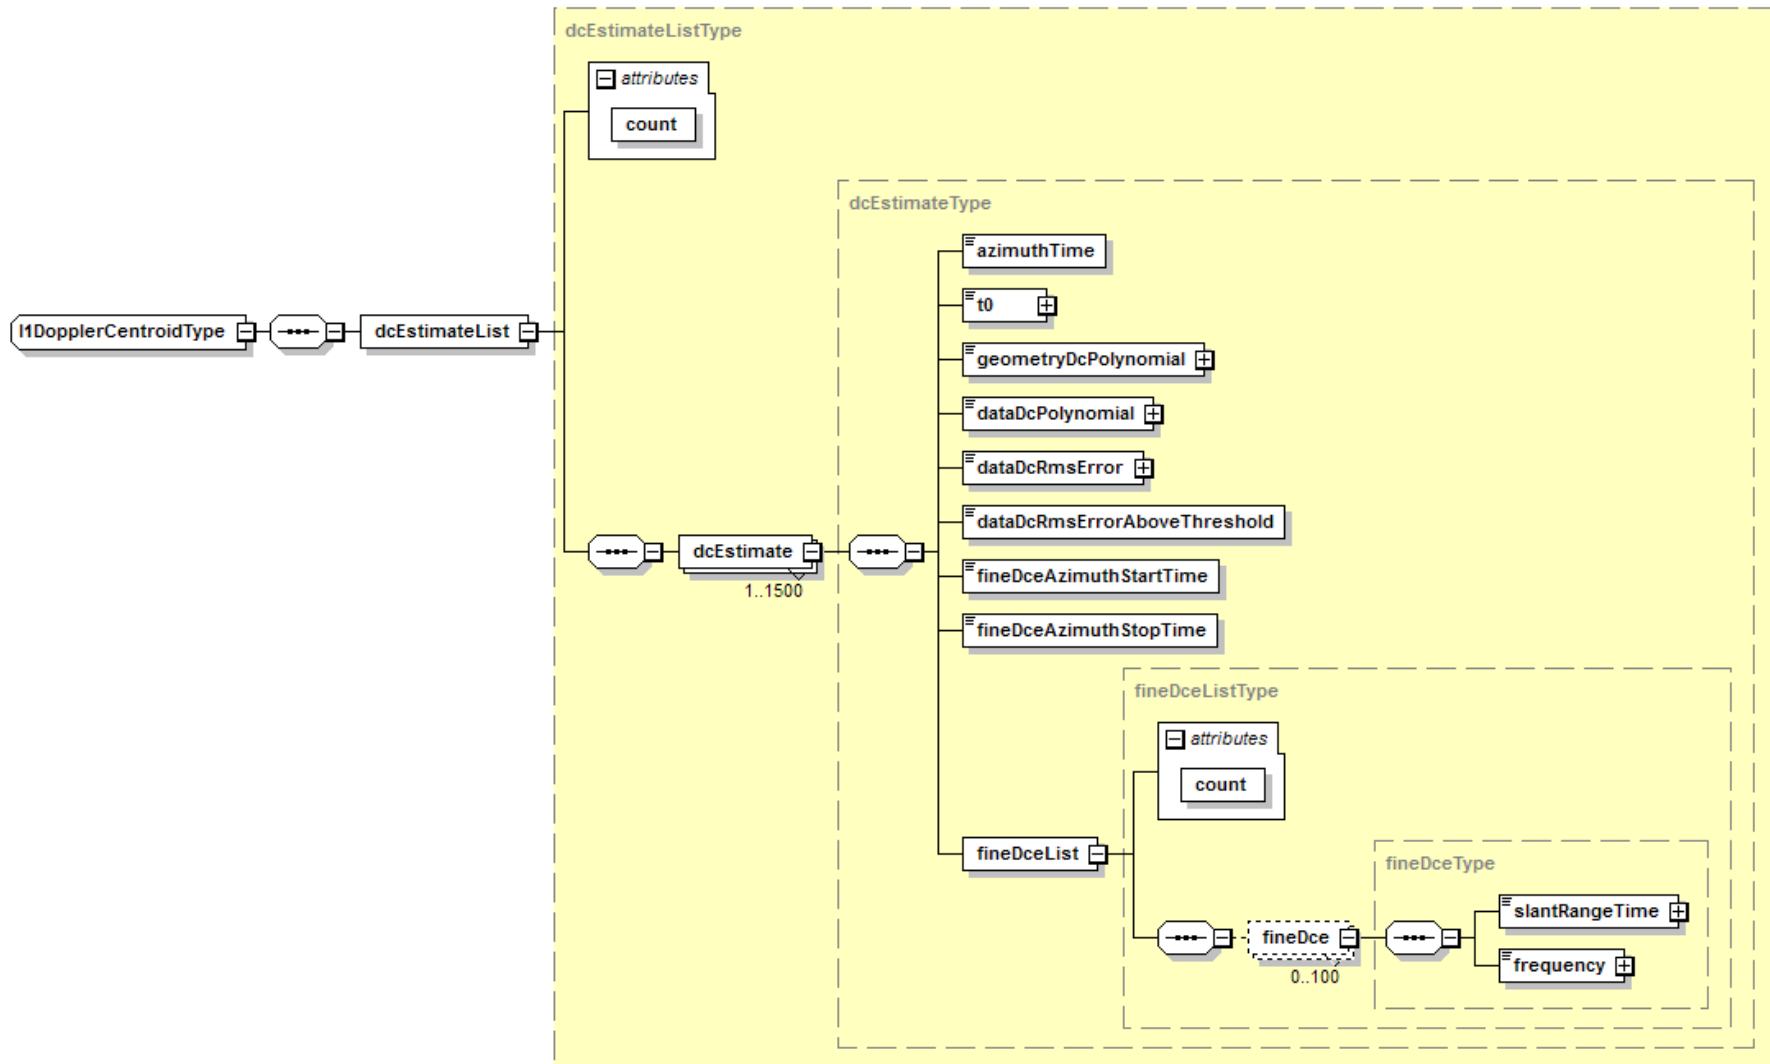 dcEstimateListType
attributes
count
dcEstimateType
azimuthTime
t0
l1DopplerCentroidType
dcEstimateList
geometryDcPolynomial
dataDcPolynomial
dataDcRmsError
dataDcRmsErrorAboveThreshold
dcEstimate
1..1500
fineDceAzimuthStartTime
fineDceAzimuthStopTime
fineDceListType
attributes
count
fineDceList
fineDceType
slantRangeTime
fineDce
0..100
frequency